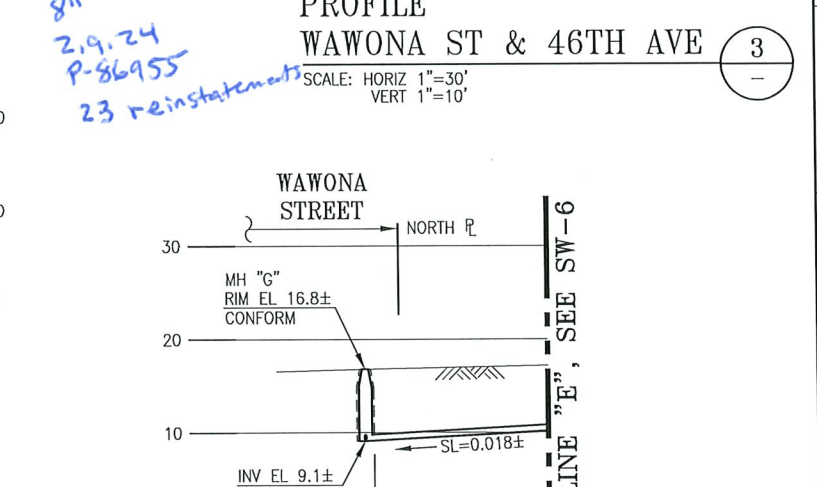 8"
2.9.24
P-86955
23 reinstatements
PROFILE
WAWONA ST & 46TH AVE
3
–
SCALE: HORIZ 1"=30'
VERT 1"=10'
WAWONA
STREET
NORTH PL
30
MH "G"
RIM EL 16.8±
CONFORM
20
10
SL=0.018±
INV EL 9.1±
LINE "E", SEE SW-6